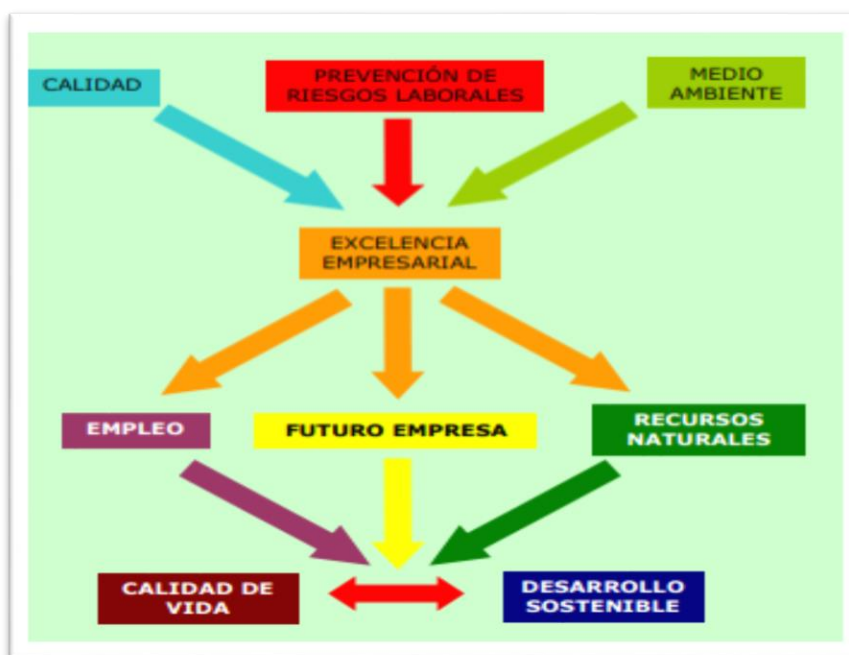 CALIDAD
PREVENCIÓN DE
RIESGOS LABORALES
MEDIO
AMBIENTE
EXCELENCIA
EMPRESARIAL
EMPLEO
FUTURO EMPRESA
RECURSOS
NATURALES
CALIDAD DE
VIDA
DESARROLLO
SOSTENIBLE